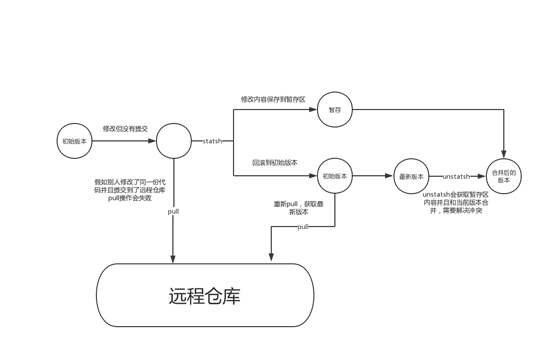 初始版本
修改但没有提交
statsh
修改内容保存到暂存区
暂存
回滚到初始版本
初始版本
最新版本
unstatsh
合并后的
版本
unstatsh会获取暂存区
内容并且和当前版本合
并，需要解决冲突
假如别人修改了同一份代
码并且提交到了远程仓库
pull操作会失败
pull
重新pull，获取最
新版本
pull
远程仓库